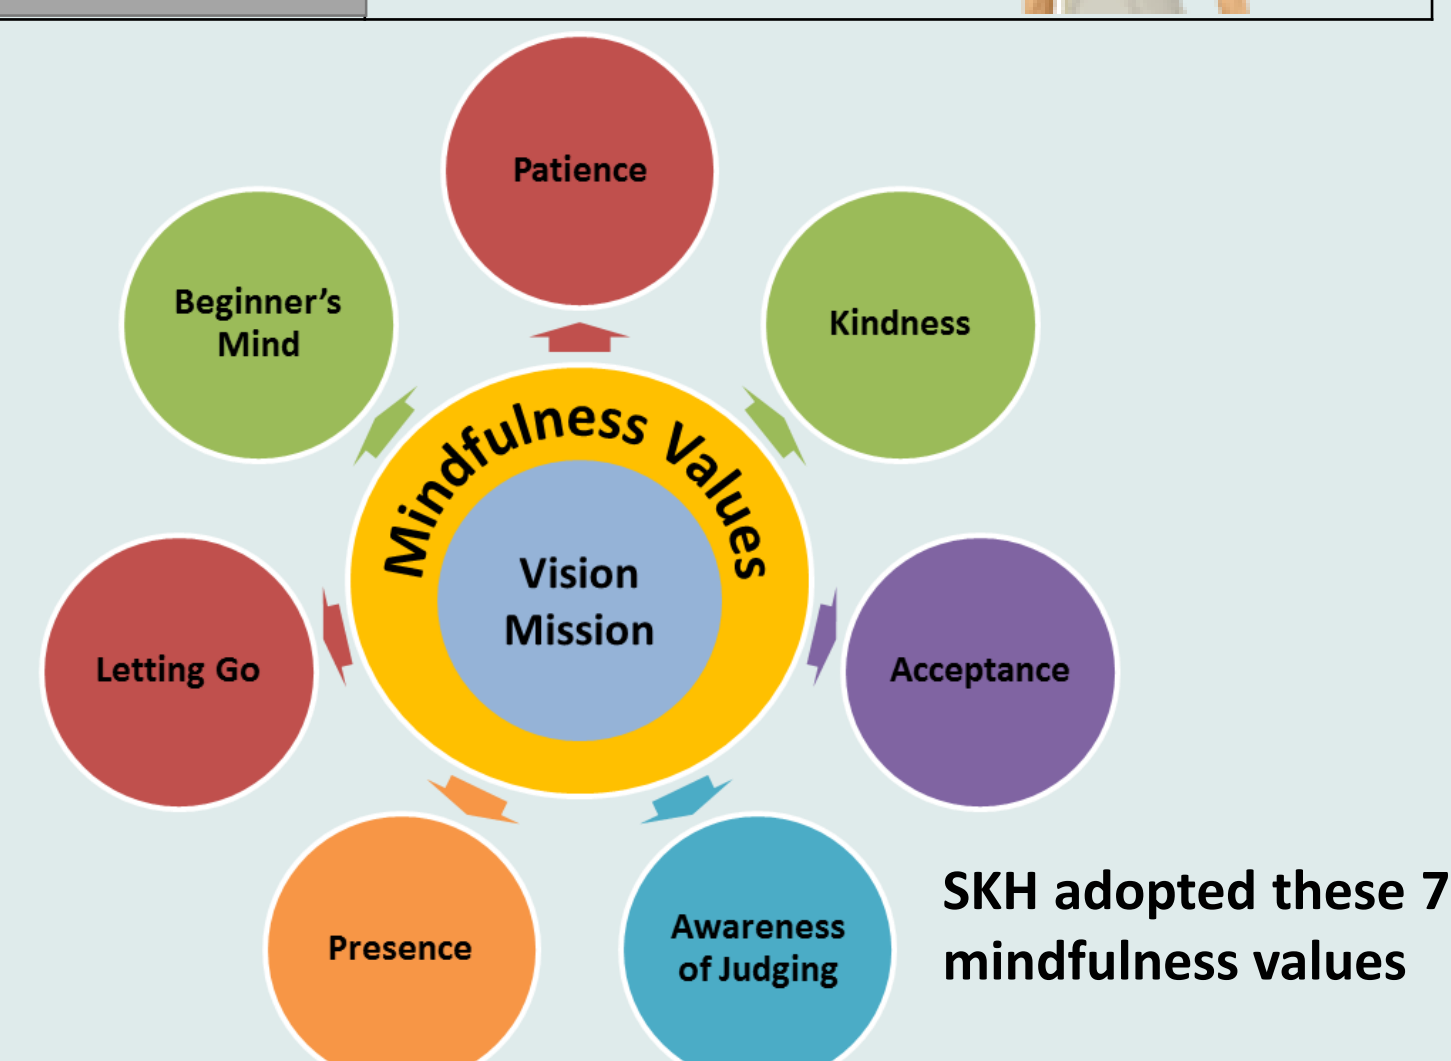 Patience
Beginner’s
Mind
Kindness
Mindfulness Values
Vision
Mission
Letting Go
Acceptance
Presence
Awareness
of Judging
SKH adopted these 7
mindfulness values